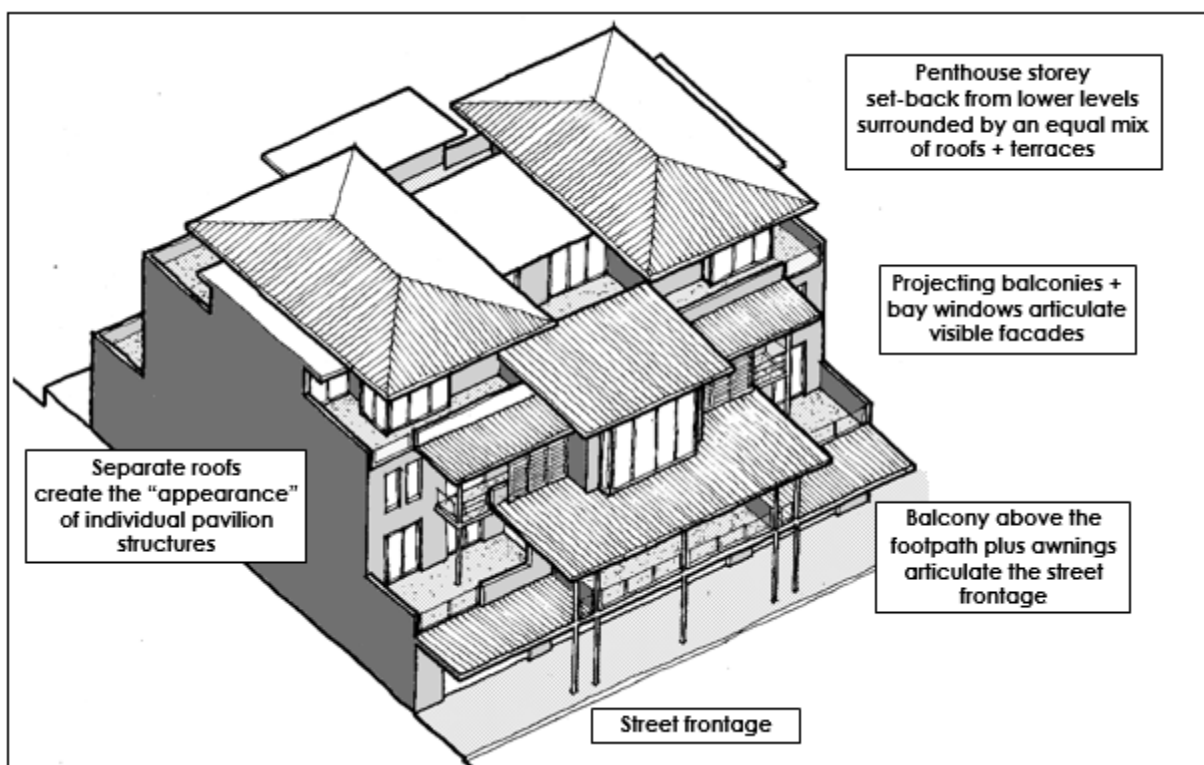 Penthouse storey
set-back from lower levels
surrounded by an equal mix
of roofs + terraces
Projecting balconies +
bay windows articulate
visible facades
Separate roofs
create the “appearance”
of individual pavilion
structures
Balcony above the
footpath plus awnings
articulate the street
frontage
Street frontage